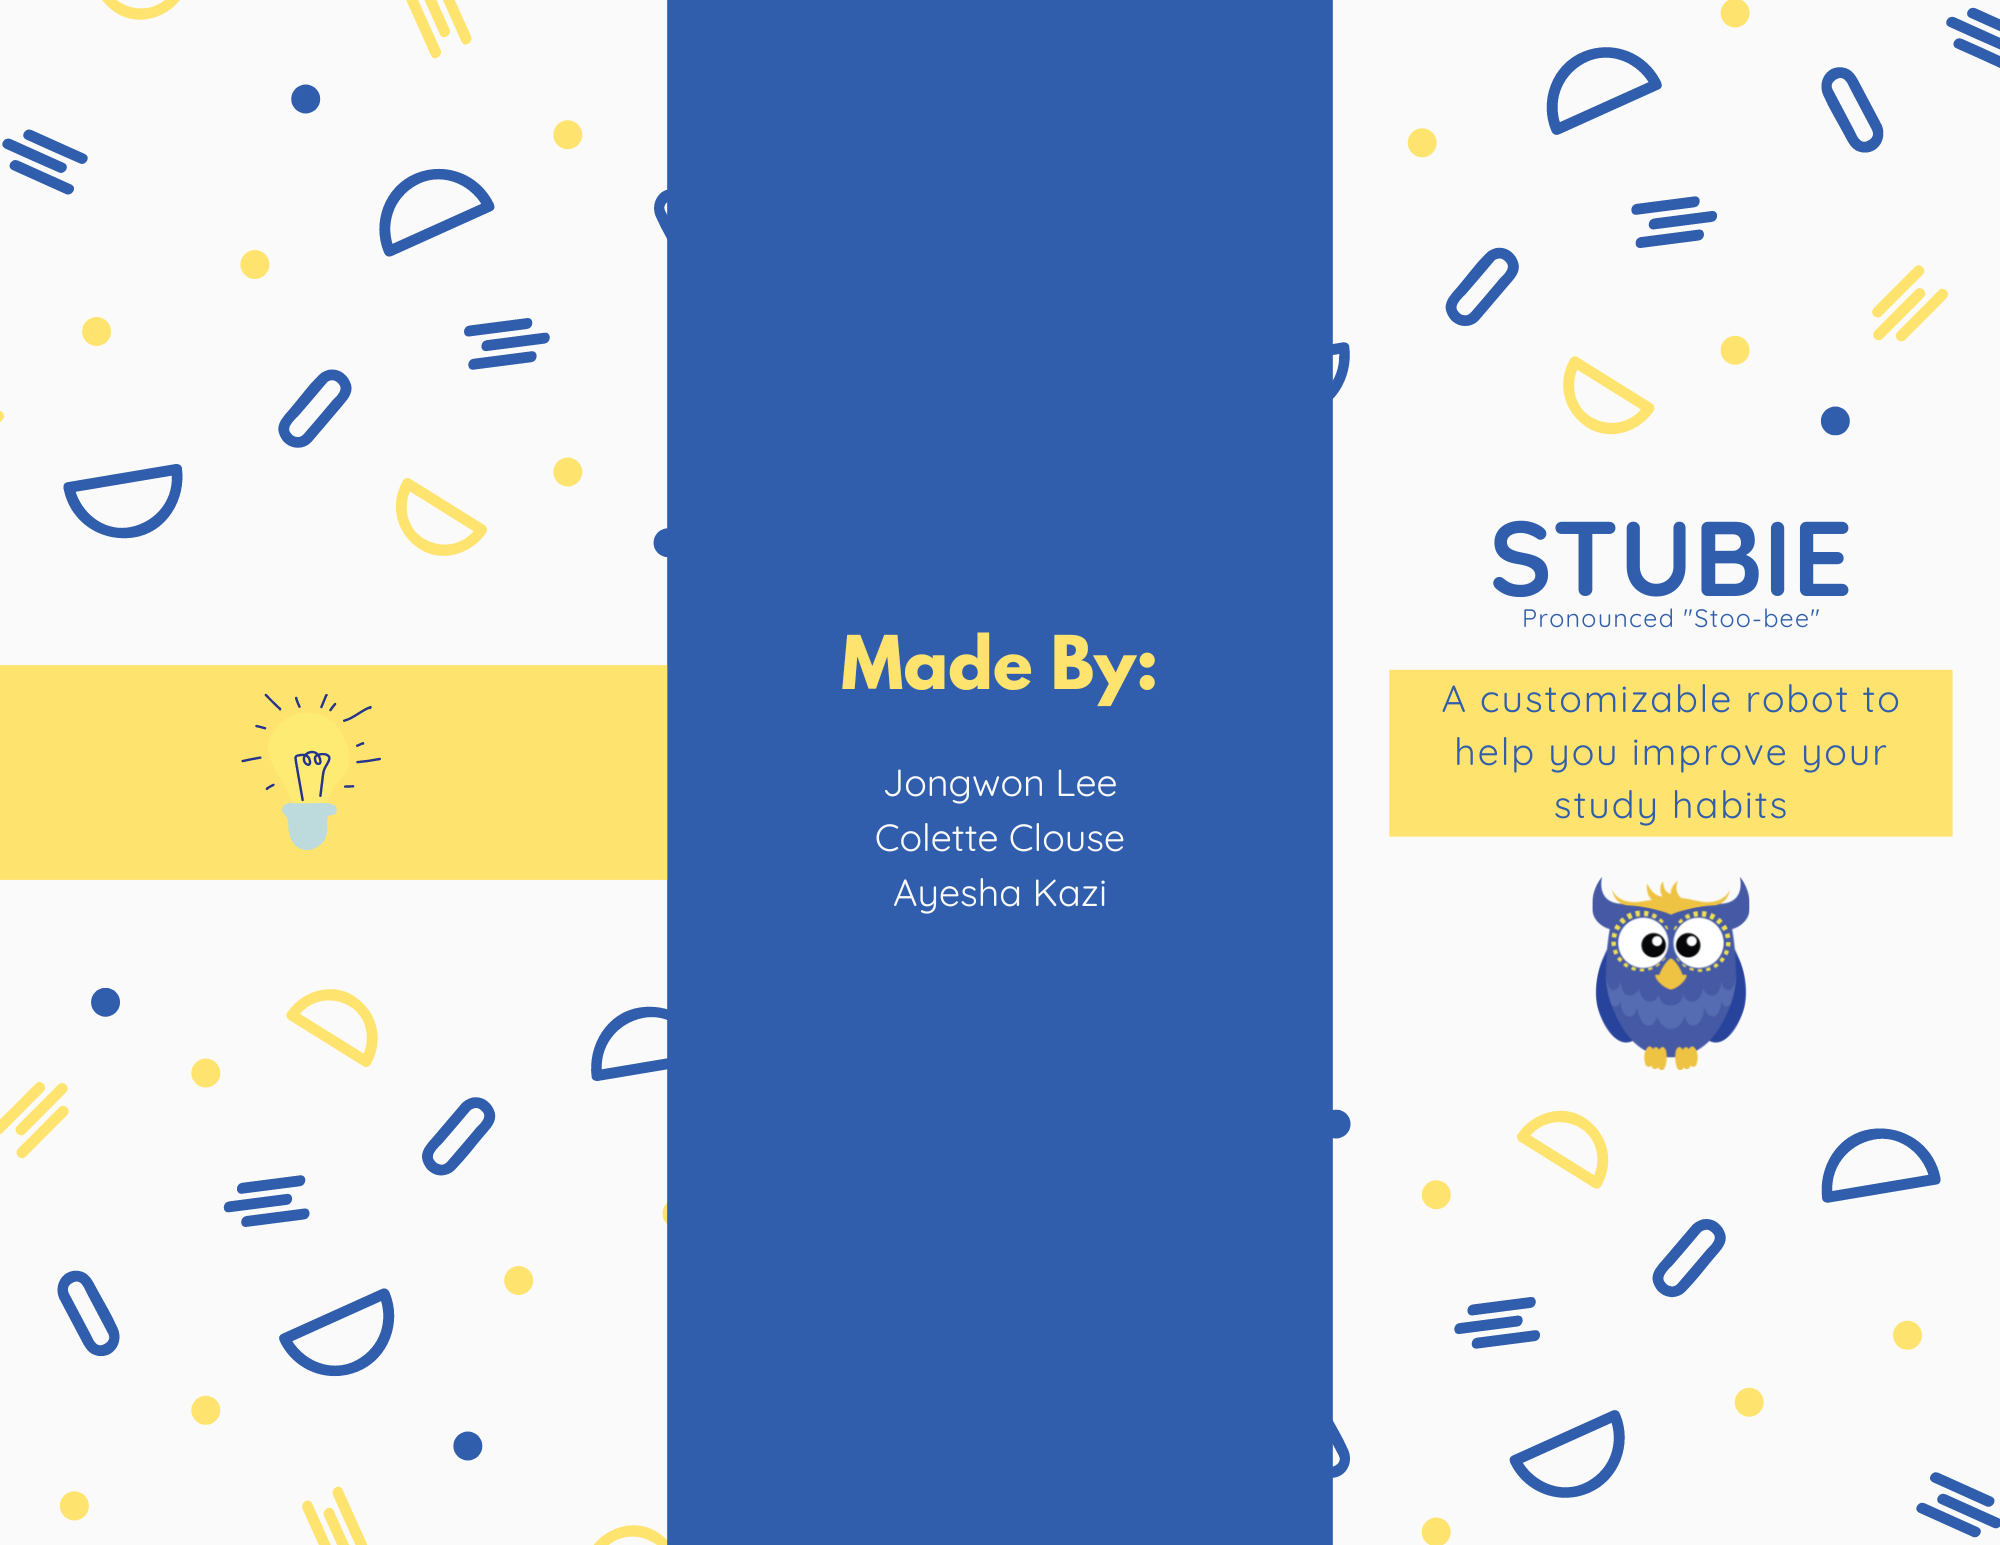 Made By:
Jongwon Lee
Colette Clouse
Ayesha Kazi
STUBIE
Pronounced "Stoo-bee"
A customizable robot to
help you improve your
study habits